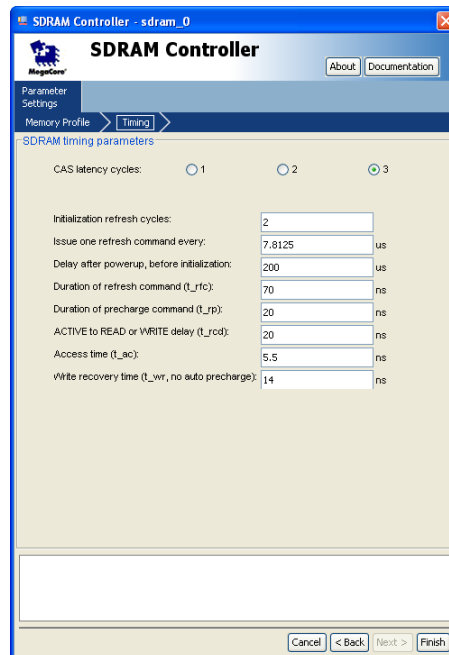 SDRAM Controller - sdram_0
MegaCore'
SDRAM Controller
About Documentation
Parameter
Settings
Memory Profile Timing
SDRAM timing parameters
CAS latency cycles: 1 2 3
Initialization refresh cycles: 2
Issue one refresh command every: 7.8125 us
Delay after powerup, before initialization: 200 us
Duration of refresh command (t_rfc): 70 ns
Duration of precharge command (t_rp): 20 ns
ACTIVE to READ or WRITE delay (t_rcd): 20 ns
Access time (t_ac): 5.5 ns
Write recovery time (t_wr, no auto precharge): 14 ns
Cancel < Back Next > Finish